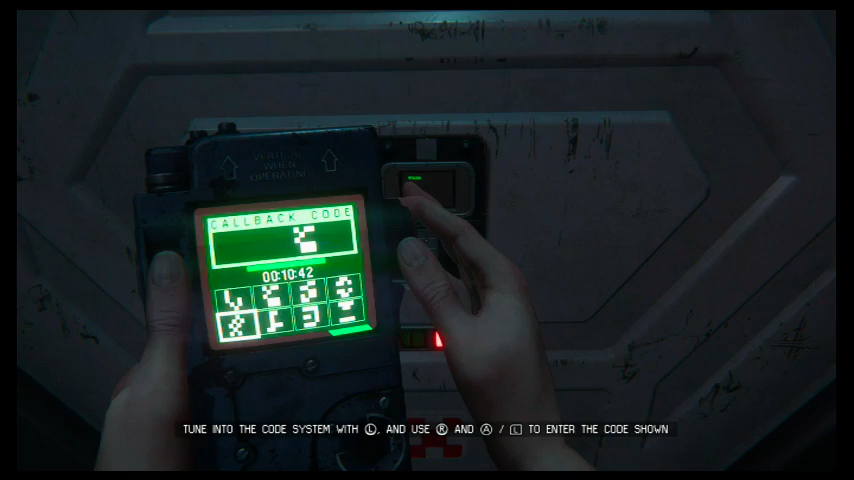 VERTICAL
WHEN
OPERATING
CALLBACK CODE
00:10:42
TUNE INTO THE CODE SYSTEM WITH L, AND USE R AND A / L TO ENTER THE CODE SHOWN